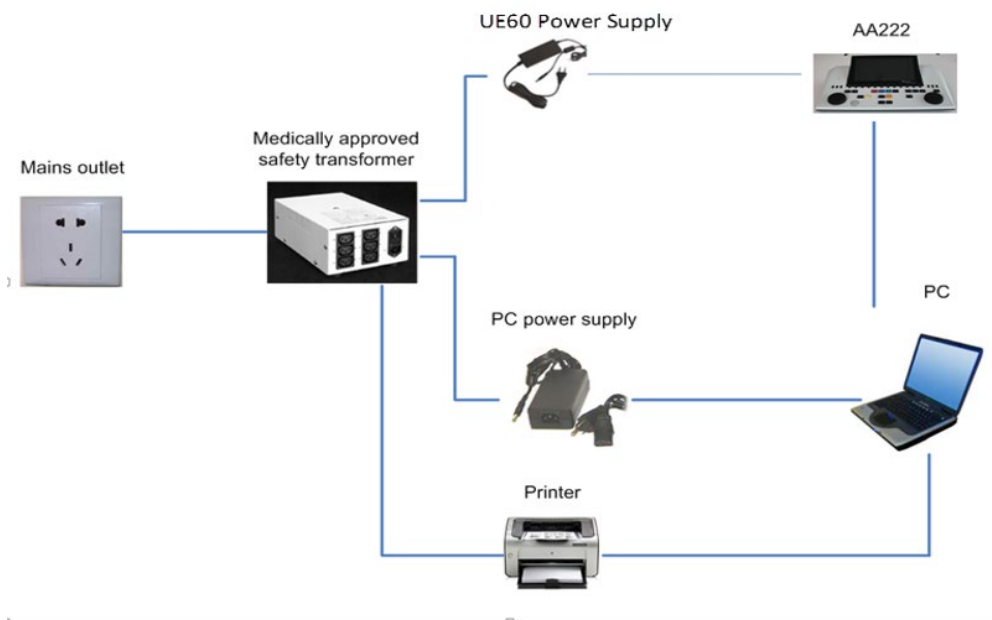 UE60 Power Supply
AA222
Medically approved
safety transformer
Mains outlet
PC
PC power supply
Printer